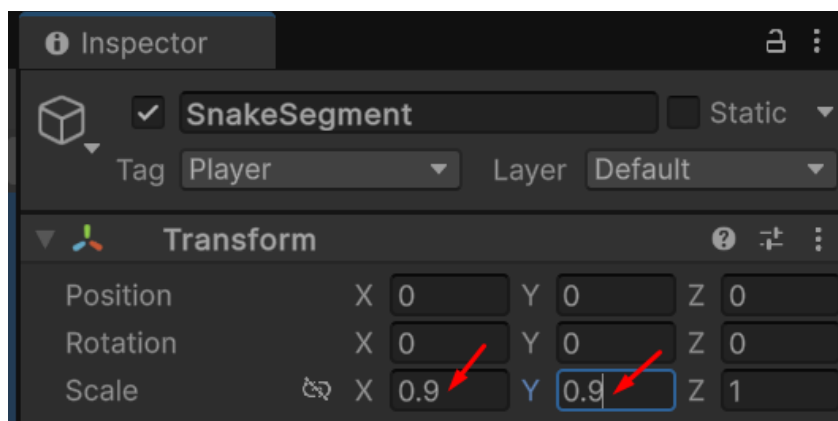 Inspector
SnakeSegment Static
Tag Player Layer Default
Transform
Position X 0 Y 0 Z 0
Rotation X 0 Y 0 Z 0
Scale X 0.9 Y 0.9 Z 1